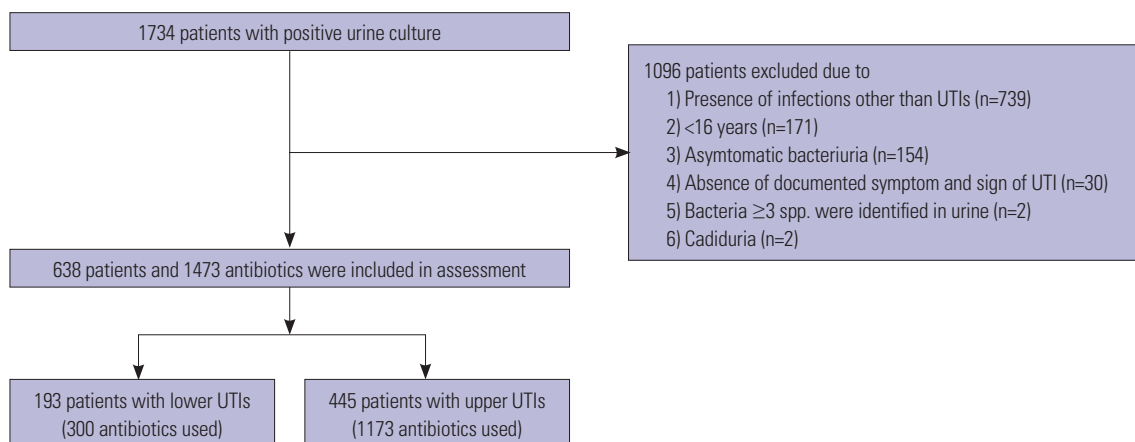 1734 patients with positive urine culture
1096 patients excluded due to
1) Presence of infections other than UTIs (n=739)
2) <16 years (n=171)
3) Asymtomatic bacteriuria (n=154)
4) Absence of documented symptom and sign of UTI (n=30)
5) Bacteria ≥3 spp. were identified in urine (n=2)
6) Cadiduria (n=2)
638 patients and 1473 antibiotics were included in assessment
193 patients with lower UTIs
(300 antibiotics used)
445 patients with upper UTIs
(1173 antibiotics used)